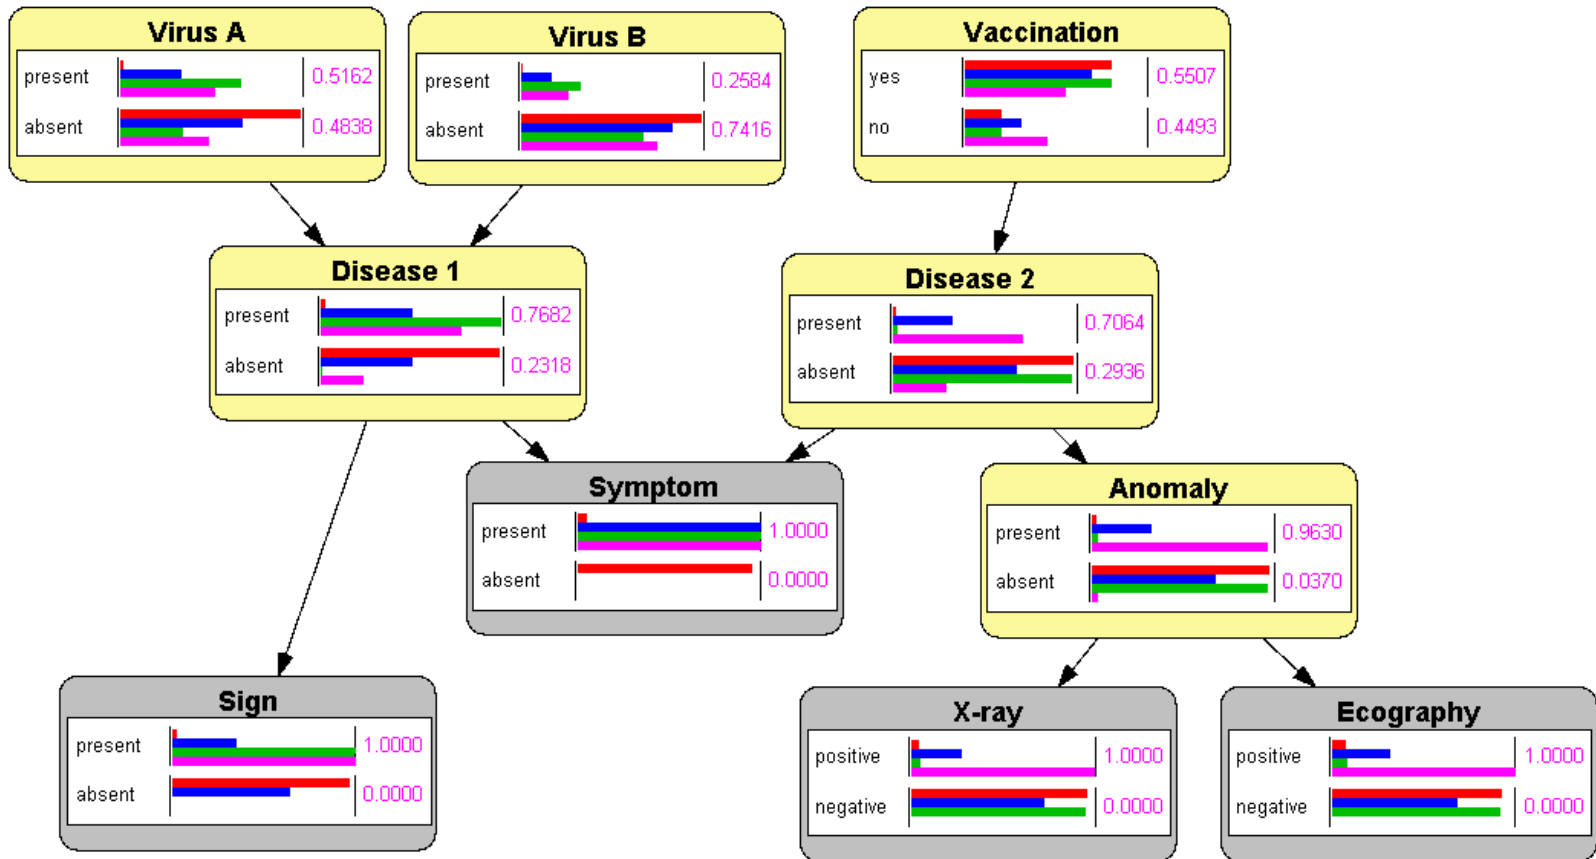 Virus A
present 0.5162
absent 0.4838
Virus B
present 0.2584
absent 0.7416
Vaccination
yes 0.5507
no 0.4493
Disease 1
present 0.7682
absent 0.2318
Disease 2
present 0.7064
absent 0.2936
Symptom
present 1.0000
absent 0.0000
Anomaly
present 0.9630
absent 0.0370
Sign
present 1.0000
absent 0.0000
X-ray
positive 1.0000
negative 0.0000
Ecography
positive 1.0000
negative 0.0000